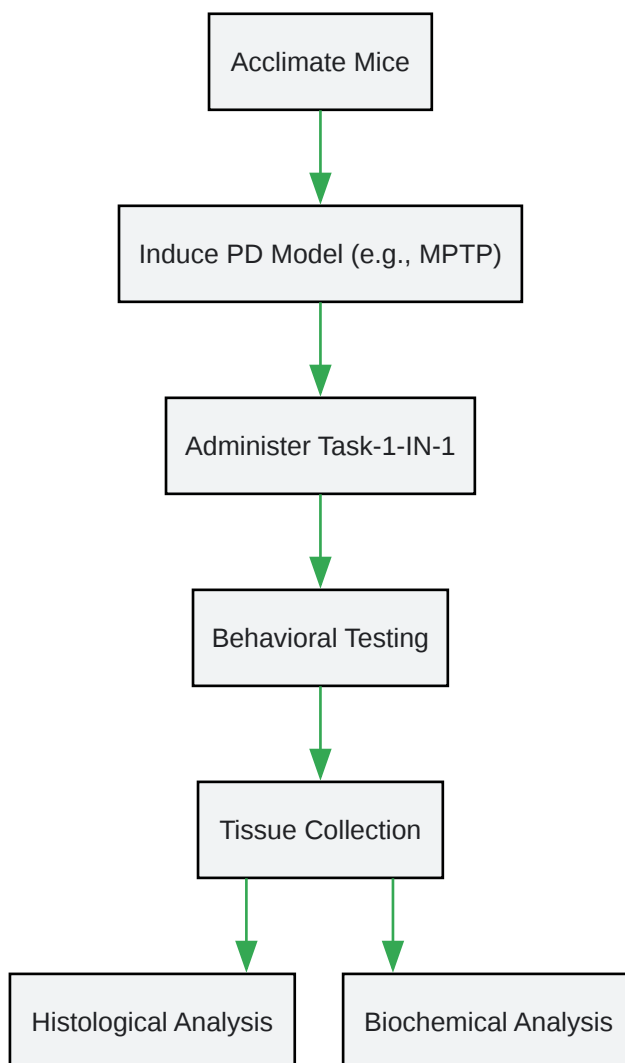 Acclimate Mice
Induce PD Model (e.g., MPTP)
Administer Task-1-IN-1
Behavioral Testing
Tissue Collection
Histological Analysis
Biochemical Analysis